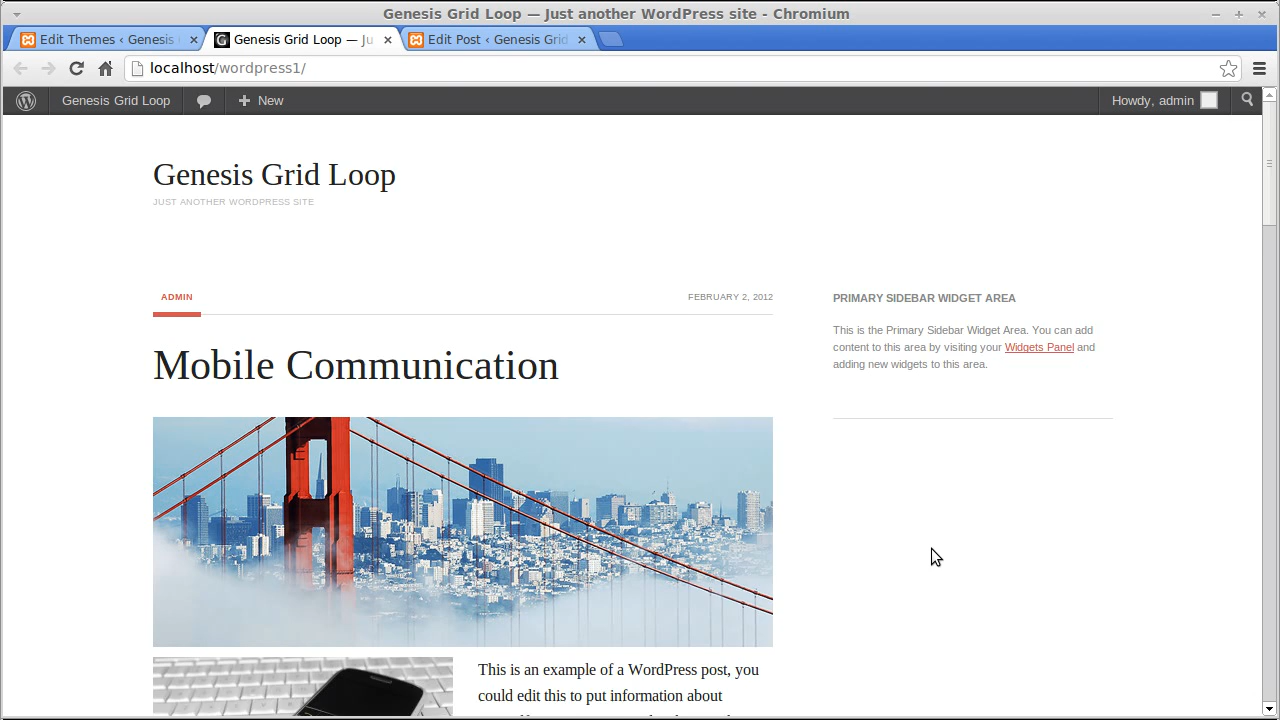 Genesis Grid Loop — Just another WordPress site - Chromium
Edit Themes ‹ Genesis
Genesis Grid Loop — Ju
Edit Post ‹ Genesis Grid
localhost/wordpress1/
Genesis Grid Loop
New
Howdy, admin
Genesis Grid Loop
JUST ANOTHER WORDPRESS SITE
ADMIN
FEBRUARY 2, 2012
Mobile Communication
PRIMARY SIDEBAR WIDGET AREA
This is the Primary Sidebar Widget Area. You can add
content to this area by visiting your Widgets Panel and
adding new widgets to this area.
This is an example of a WordPress post, you
could edit this to put information about